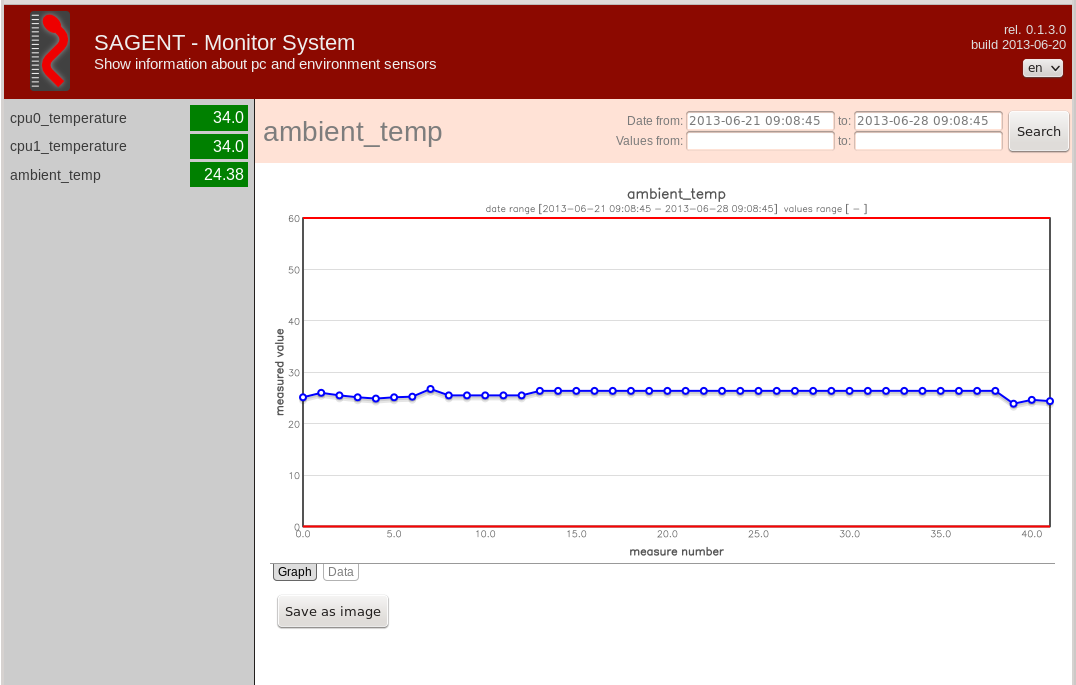 SAGENT - Monitor System
Show information about pc and environment sensors
rel. 0.1.3.0
build 2013-06-20
en
cpu0_temperature 34.0
cpu1_temperature 34.0
ambient_temp 24.38
ambient_temp
Date from: 2013-06-21 09:08:45 to: 2013-06-28 09:08:45
Values from: to:
Search
ambient_temp
date range [2013-06-21 09:08:45 - 2013-06-28 09:08:45] values range [ - ]
60
50
40
30
20
10
0
measured value
0.0 5.0 10.0 15.0 20.0 25.0 30.0 35.0 40.0
measure number
Graph Data
Save as image